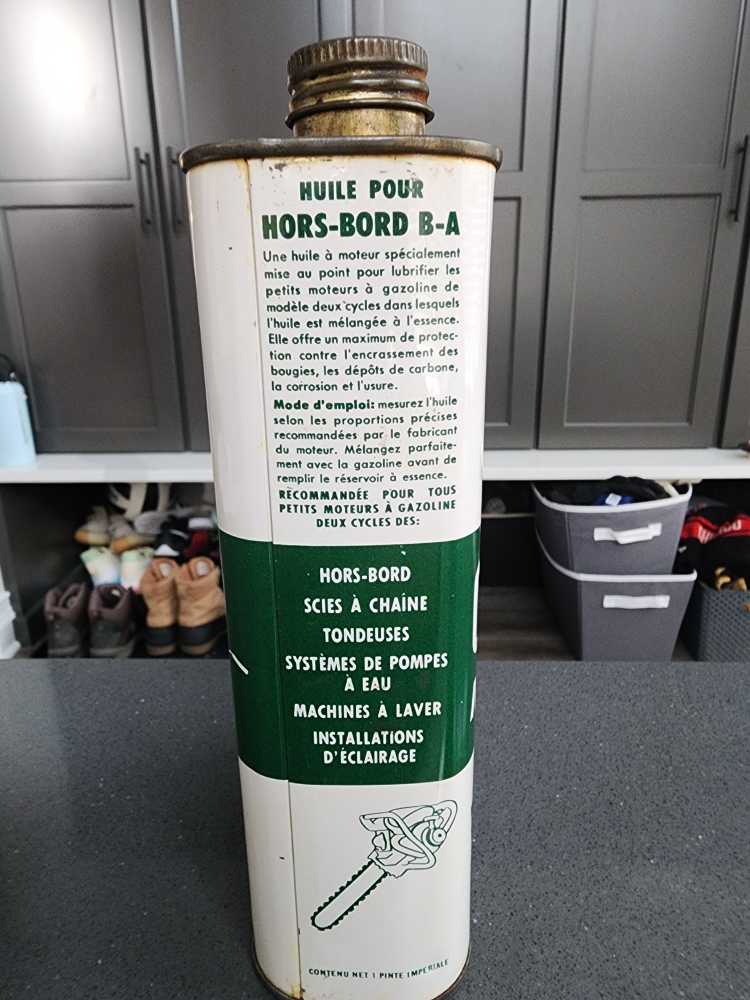 HUILE POUR
HORS-BORD B-A
Une huile à moteur spécialement
mise au point pour lubrifier les
petits moteurs à gazoline de
modèle deux cycles dans lesquels
l'huile est mélangée à l'essence.
Elle offre un maximum de protec-
tion contre l'encrassement des
bougies, les dépôts de carbone,
la corrosion et l'usure.
Mode d'emploi: mesurez l'huile
selon les proportions précises
recommandées par le fabricant
du moteur. Mélangez parfaite-
ment avec la gazoline avant de
remplir le réservoir à essence.
RECOMMANDÉE POUR TOUS
PETITS MOTEURS À GAZOLINE
DEUX CYCLES DES:
HORS-BORD
SCIES À CHAÎNE
TONDEUSES
SYSTÈMES DE POMPES
À EAU
MACHINES À LAVER
INSTALLATIONS
D'ÉCLAIRAGE
CONTENU NET 1 PINTE IMPERIALE